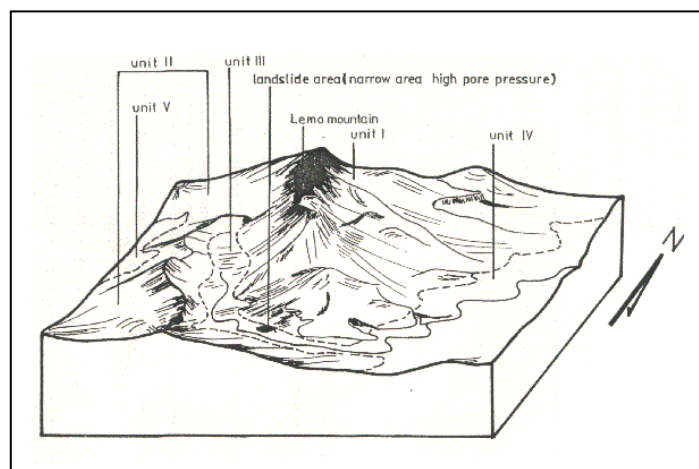 unit II
unit III
landslide area(narrow area high pore pressure)
unit V
Lemo mountain
unit I
unit IV
N